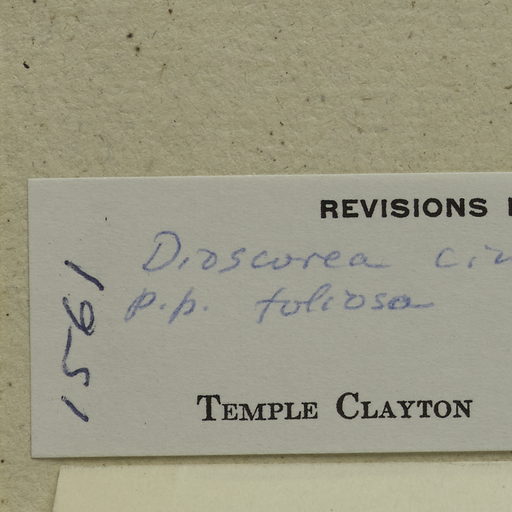 REVISIONS
Dioscorea
p.p. foliosa
TEMPLE CLAYTON
1561